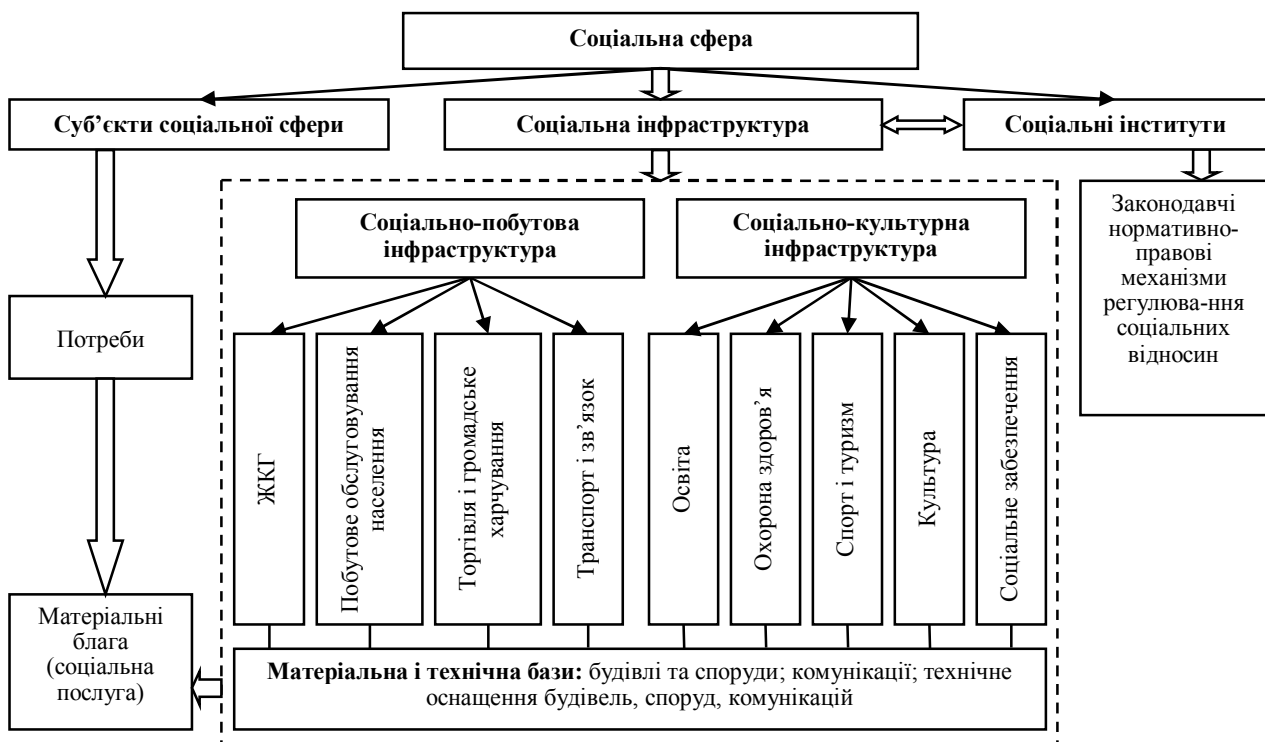 Соціальна сфера
Суб’єкти соціальної сфери
Соціальна інфраструктура
Соціальні інститути
Соціально-побутова
інфраструктура
Соціально-культурна
інфраструктура
Законодавчі
нормативно-
правові
механізми
регулюва-ння
соціальних
відносин
Потреби
ЖКГ
Побутове обслуговування
населення
Торгівля і громадське
харчування
Транспорт і зв’язок
Освіта
Охорона здоров’я
Спорт і туризм
Культура
Соціальне забезпечення
Матеріальні
блага
(соціальна
послуга)
Матеріальна і технічна бази: будівлі та споруди; комунікації; технічне
оснащення будівель, споруд, комунікацій